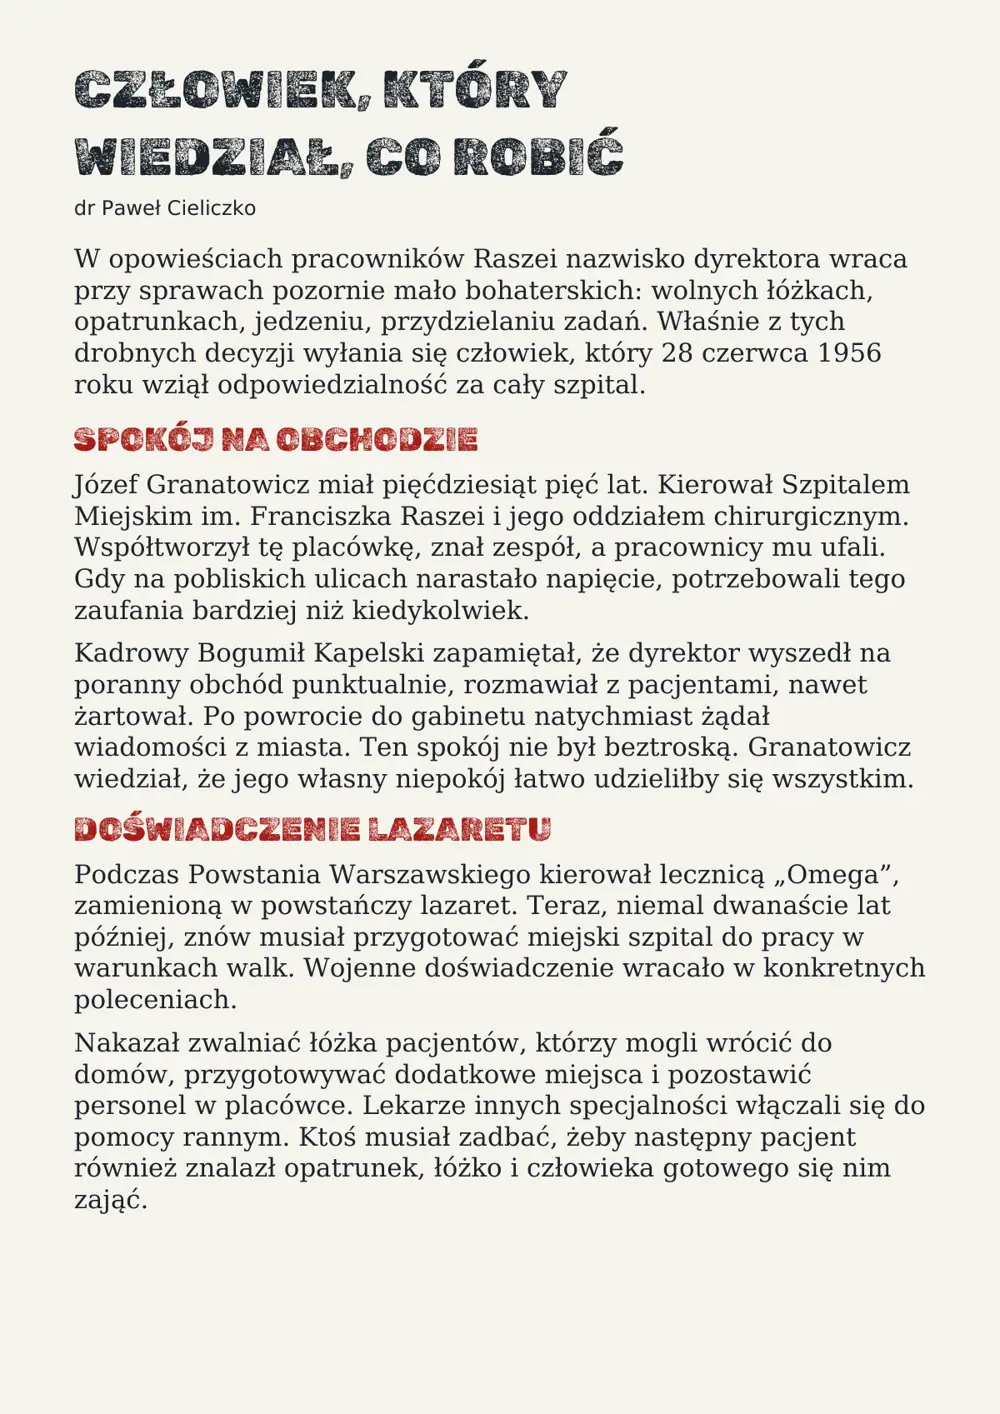 CZŁOWIEK, KTÓRY
WIEDZIAŁ, CO ROBIĆ
dr Paweł Cieliczko
W opowieściach pracowników Raszei nazwisko dyrektora wraca
przy sprawach pozornie mało bohaterskich: wolnych łóżkach,
opatrunkach, jedzeniu, przydzielaniu zadań. Właśnie z tych
drobnych decyzji wyłania się człowiek, który 28 czerwca 1956
roku wziął odpowiedzialność za cały szpital.
SPOKÓJ NA OBCHODZIE
Józef Granatowicz miał pięćdziesiąt pięć lat. Kierował Szpitalem
Miejskim im. Franciszka Raszei i jego oddziałem chirurgicznym.
Współtworzył tę placówkę, znał zespół, a pracownicy mu ufali.
Gdy na pobliskich ulicach narastało napięcie, potrzebowali tego
zaufania bardziej niż kiedykolwiek.
Kadrowy Bogumił Kapelski zapamiętał, że dyrektor wyszedł na
poranny obchód punktualnie, rozmawiał z pacjentami, nawet
żartował. Po powrocie do gabinetu natychmiast żądał
wiadomości z miasta. Ten spokój nie był beztroską. Granatowicz
wiedział, że jego własny niepokój łatwo udzieliłby się wszystkim.
DOŚWIADCZENIE LAZARETU
Podczas Powstania Warszawskiego kierował lecznicą „Omega”,
zamienioną w powstańczy lazaret. Teraz, niemal dwanaście lat
później, znów musiał przygotować miejski szpital do pracy w
warunkach walk. Wojenne doświadczenie wracało w konkretnych
poleceniach.
Nakazał zwalniać łóżka pacjentów, którzy mogli wrócić do
domów, przygotowywać dodatkowe miejsca i pozostawić
personel w placówce. Lekarze innych specjalności włączali się do
pomocy rannym. Ktoś musiał zadbać, żeby następny pacjent
również znalazł opatrunek, łóżko i człowieka gotowego się nim
zająć.